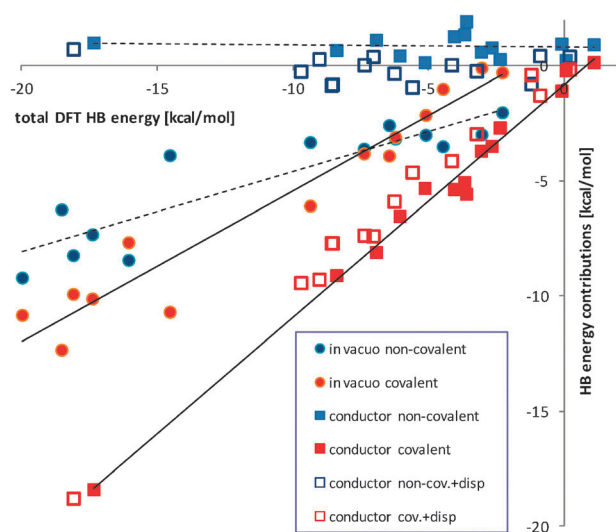 -20
-15
-10
-5
0
0
total DFT HB energy [kcal/mol]
-5
-10
-15
-20
HB energy contributions [kcal/mol]
in vacuo non-covalent
in vacuo covalent
conductor non-covalent
conductor covalent
conductor non-cov.+disp
conductor cov.+disp